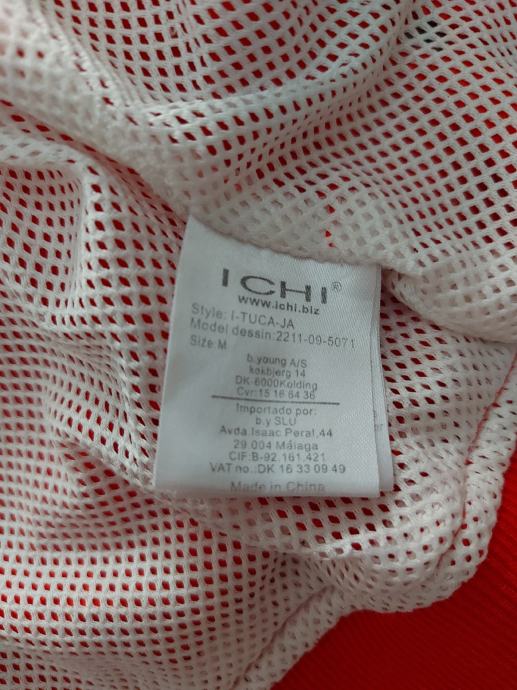 ICHI®
www.ichi.biz
Style: I-TUCA-JA
Model dessin:2211-09-5071
Size:M
b.young A/S
kokbjerg 14
DK-6000Kolding
Cvr:15 16 64 36
Importado por:
b.y SLU
Avda.Isaac Peral,44
29 004 Málaga
CIF:B-92.161.421
VAT no.:DK 16 33 09 49
Made in China